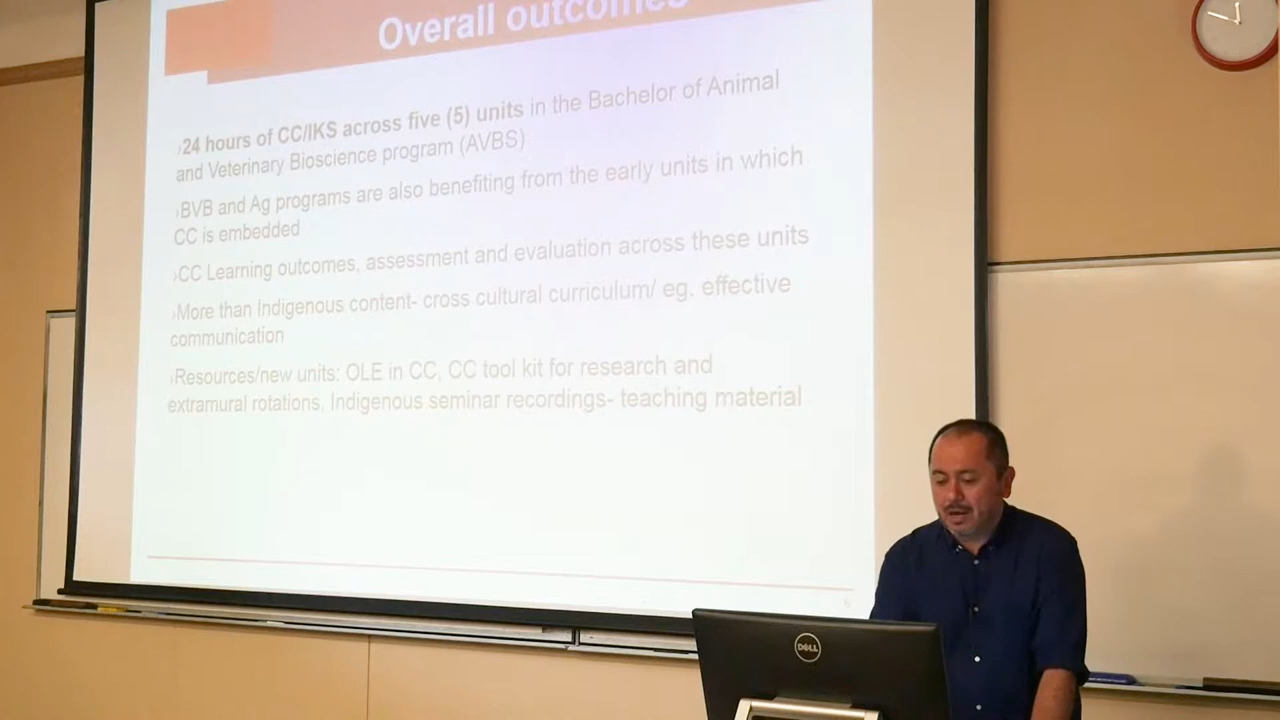 Overall outcomes
›24 hours of CC/IKS across five (5) units in the Bachelor of Animal
and Veterinary Bioscience program (AVBS)
›BVB and Ag programs are also benefiting from the early units in which
CC is embedded
›CC Learning outcomes, assessment and evaluation across these units
›More than Indigenous content- cross cultural curriculum/ eg. effective
communication
›Resources/new units: OLE in CC, CC tool kit for research and
extramural rotations, Indigenous seminar recordings- teaching material
DELL